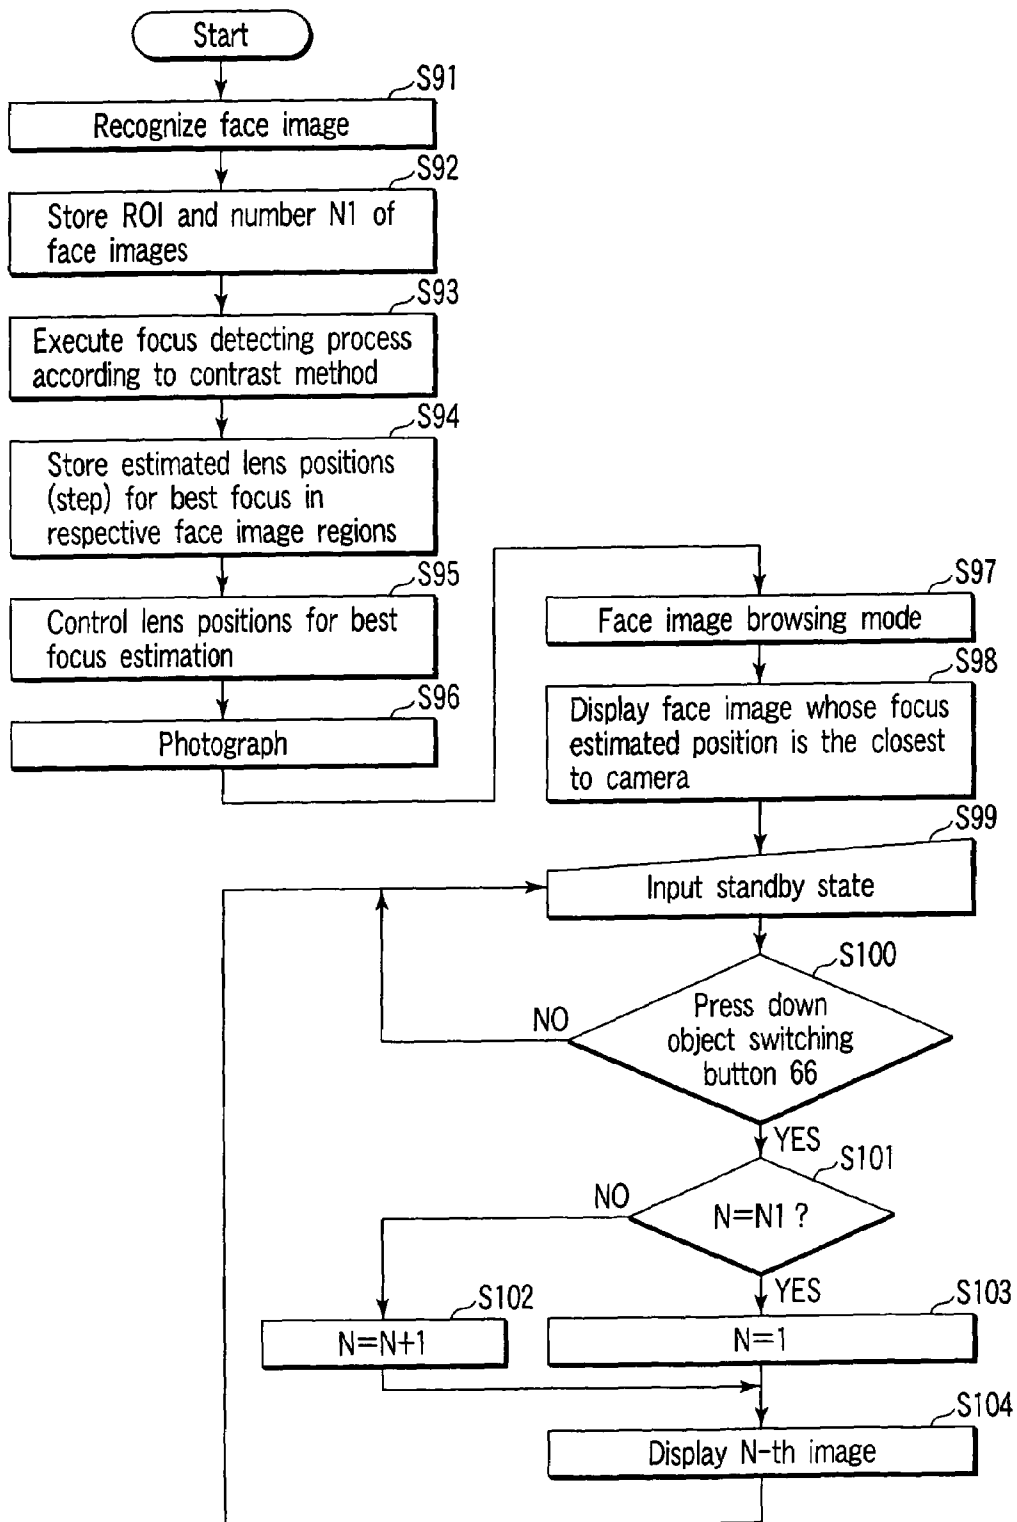 Start
S91
Recognize face image
S92
Store ROI and number N1 of
face images
S93
Execute focus detecting process
according to contrast method
S94
Store estimated lens positions
(step) for best focus in
respective face image regions
S95
Control lens positions for best
focus estimation
S96
Photograph
S97
Face image browsing mode
S98
Display face image whose focus
estimated position is the closest
to camera
S99
Input standby state
S100
Press down
object switching
button 66
NO
YES
S101
N=N1 ?
NO
YES
S102
N=N+1
S103
N=1
S104
Display N-th image